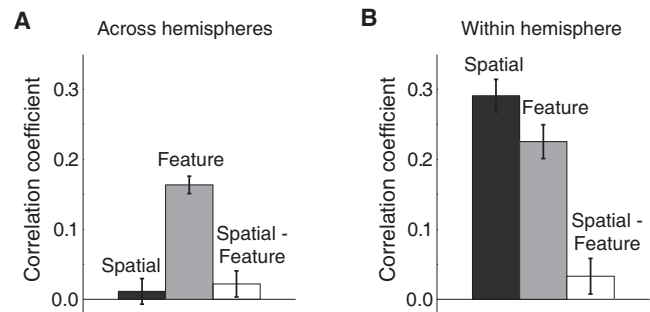 A
Across hemispheres
Correlation coefficient
0.3
0.2
0.1
0.0
Spatial
Feature
Spatial -
Feature
B
Within hemisphere
Correlation coefficient
0.3
0.2
0.1
0.0
Spatial
Feature
Spatial -
Feature